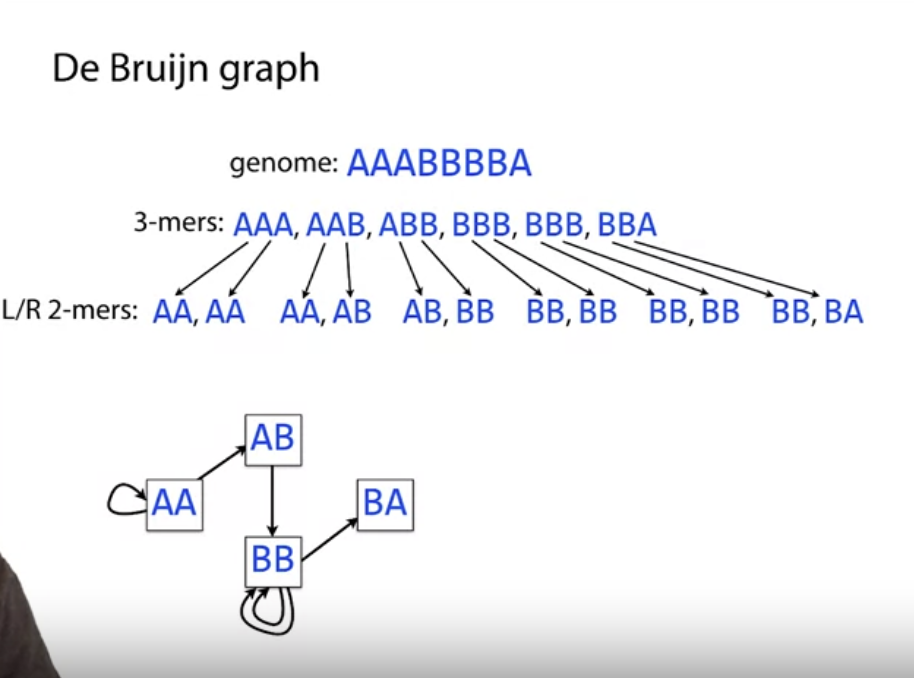 De Bruijn graph
genome: AAABBBBA
3-mers: AAA, AAB, ABB, BBB, BBB, BBA
L/R 2-mers: AA, AA AA, AB AB, BB BB, BB BB, BB BB, BA
AB
AA BA
BB